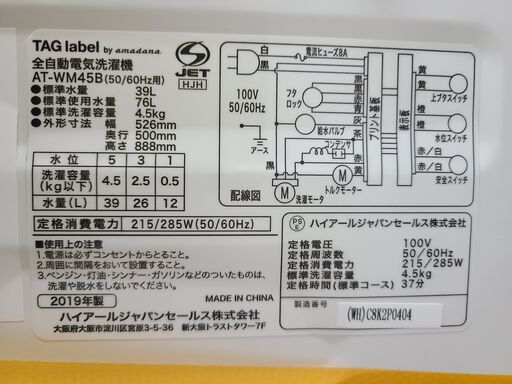 TAG label by amadana
全自動電気洗濯機
AT-WM45B(50/60Hz用)
■標準水量 39L
■標準使用水量 76L
■標準洗濯容量 4.5kg
■外形寸法 幅 526mm
奥行 500mm
高さ 888mm
S JET
HJH
水位 5 3 1
洗濯容量(kg以下) 4.5 2.5 0.5
水量(L) 39 26 12
定格消費電力 215/285W(50/60Hz)
白
黒
電流ヒューズ8A
100V
50/60Hz
アース
配線図
フタロック
給水バルブ
コンデンサ
洗濯モータ
トルクモーター
M
M
黒
黒
赤
青
灰
茶
黒
赤
プリント基板
表示板
黄
黄
上ブタスイッチ
橙
橙
水位スイッチ
赤/白
赤/白
安全スイッチ
■使用上の注意
1.電源は必ずコンセントからとること。
2.周囲に間隔をおいて設置すること。
3.ベンジン・灯油・シンナー・ガソリンなどのついたものは、
洗濯や脱水をしないこと。
2019年製
MADE IN CHINA
ハイアールジャパンセールス株式会社
大阪府大阪市淀川区宮原3-5-36 新大阪トラストタワー7F
PSE ハイアールジャパンセールス株式会社
定格電圧 100V
定格周波数 50/60Hz
定格消費電力 215/285W
標準洗濯容量 4.5kg
定格時間(標準コース) 37分
製造番号
(WH)C8K2P0404